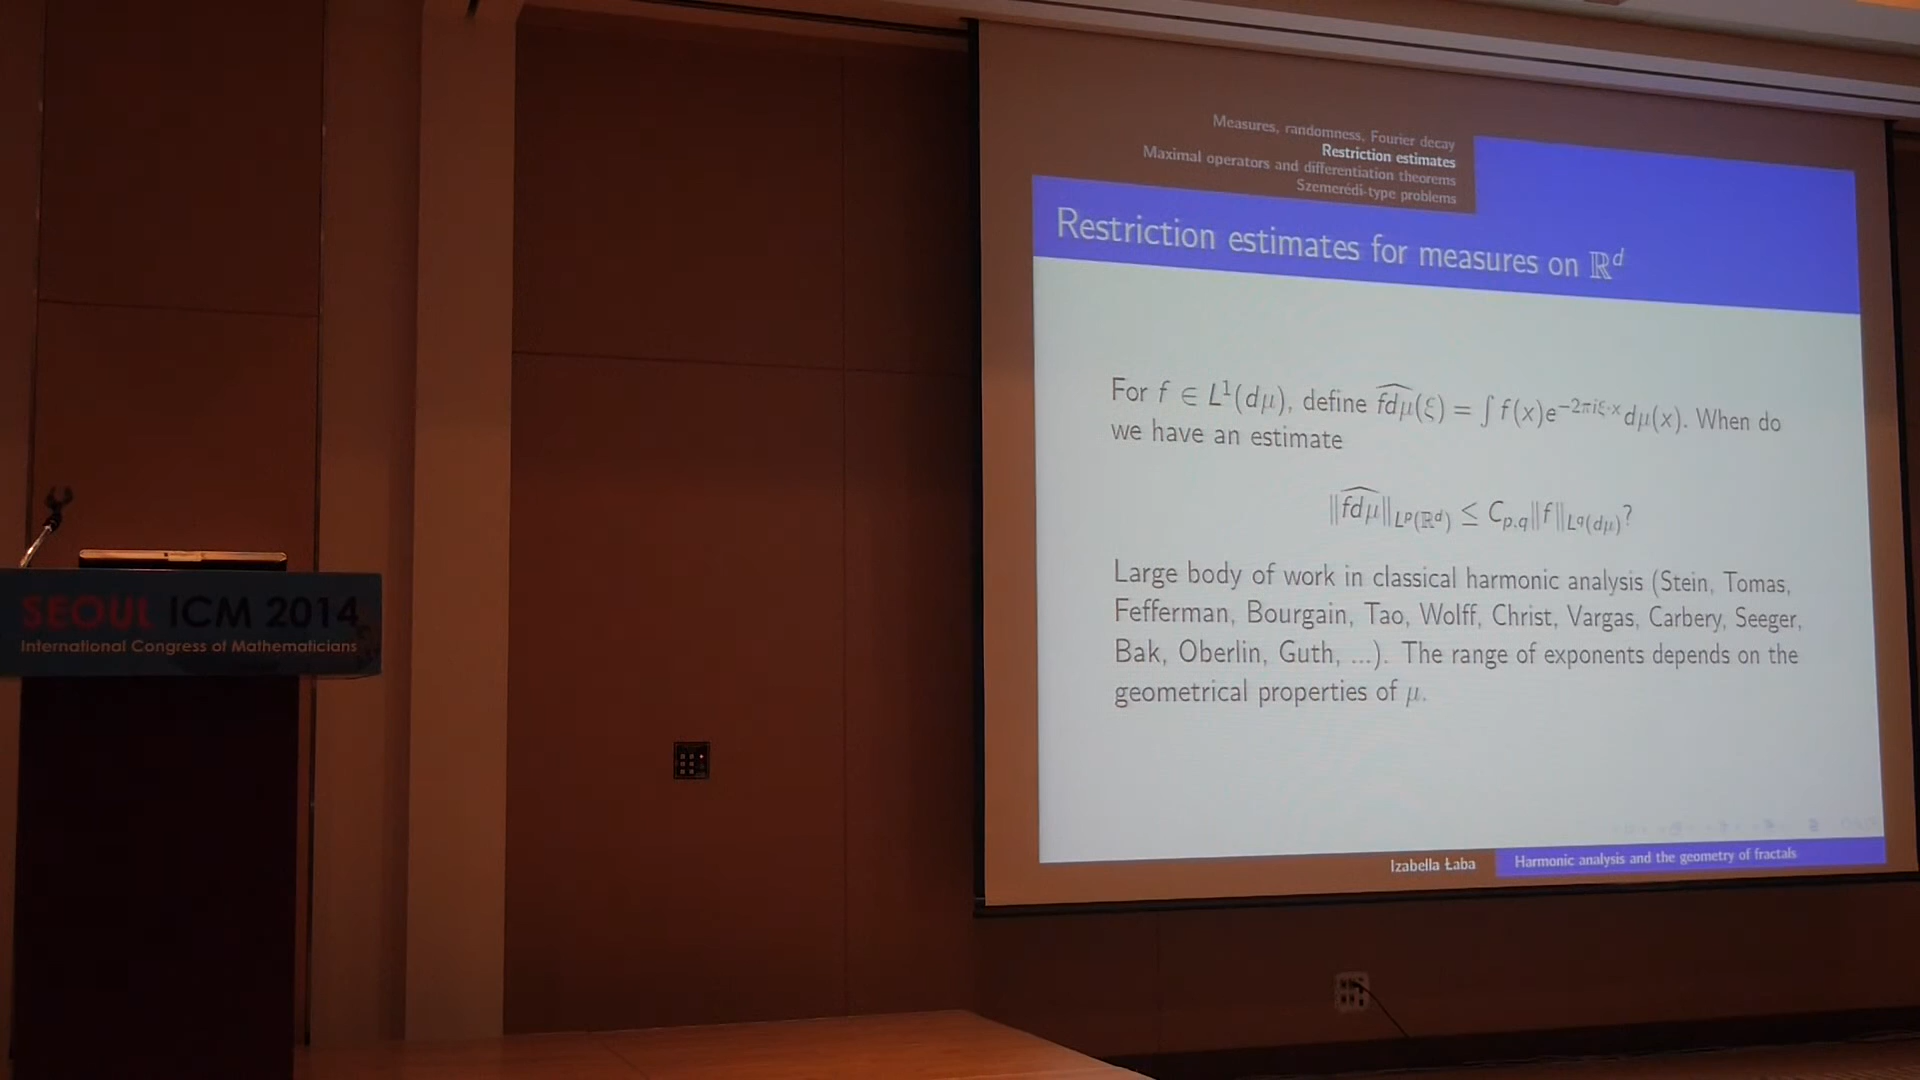 Measures, randomness, Fourier decay
Restriction estimates
Maximal operators and differentiation theorems
Szemerédi-type problems
Restriction estimates for measures on ℝᵈ
For f ∈ L¹(dμ), define \widehat{fdμ}(ξ) = ∫ f(x)e^{−2πiξ·x}dμ(x). When do
we have an estimate
‖\widehat{fdμ}‖_{L^p(ℝ^d)} ≤ C_{p,q}‖f‖_{L^q(dμ)}?
Large body of work in classical harmonic analysis (Stein, Tomas,
Fefferman, Bourgain, Tao, Wolff, Christ, Vargas, Carbery, Seeger,
Bak, Oberlin, Guth, ...). The range of exponents depends on the
geometrical properties of μ.
Izabella Łaba
Harmonic analysis and the geometry of fractals
SEOUL ICM 2014
International Congress of Mathematicians